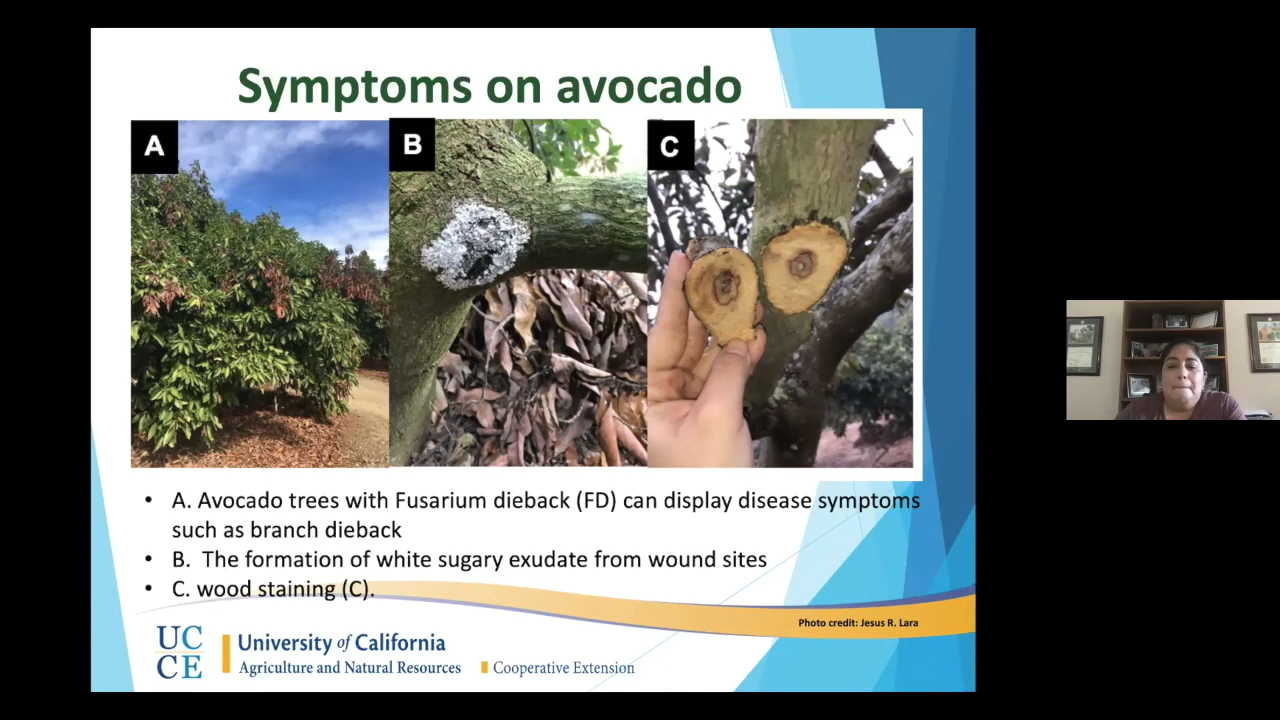 Symptoms on avocado
A
B
C
• A. Avocado trees with Fusarium dieback (FD) can display disease symptoms
such as branch dieback
• B. The formation of white sugary exudate from wound sites
• C. wood staining (C).
Photo credit: Jesus R. Lara
UC
CE
University of California
Agriculture and Natural Resources
Cooperative Extension